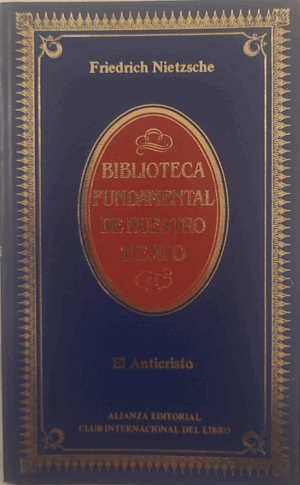 Friedrich Nietzsche
BIBLIOTECA
FUNDAMENTAL
DE NUESTRO
TIEMPO
El Anticristo
ALIANZA EDITORIAL
CLUB INTERNACIONAL DEL LIBRO